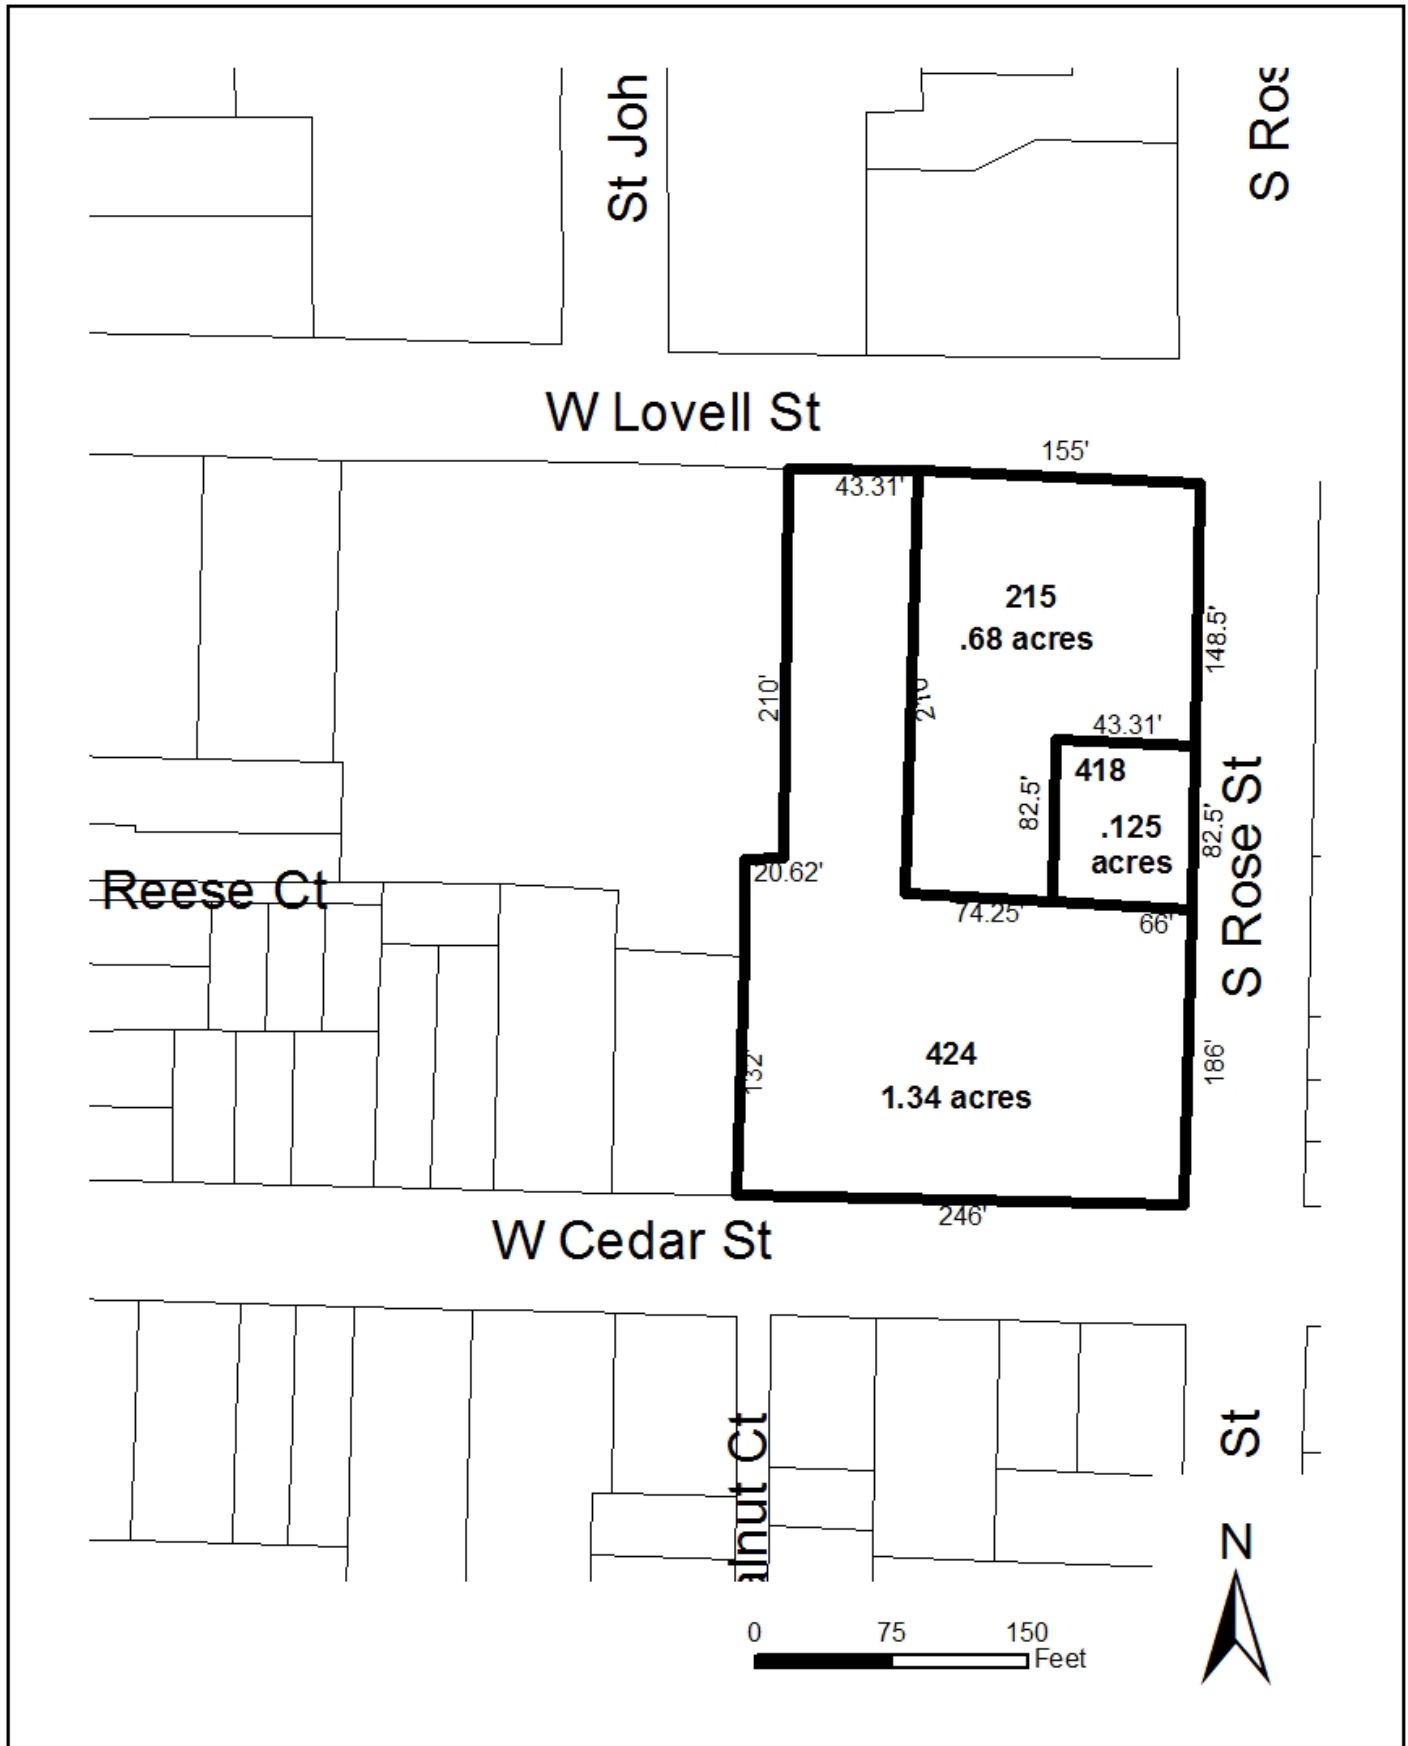 St Joh
S Ros
W Lovell St
155'
43.31'
215
.68 acres
148.5'
210'
210'
43.31'
418
82.5'
.125
acres
82.5'
S Rose St
20.62'
Reese Ct
74.25'
66'
424
1.34 acres
132'
186'
246'
W Cedar St
alnut Ct
St
N
0 75 150
Feet